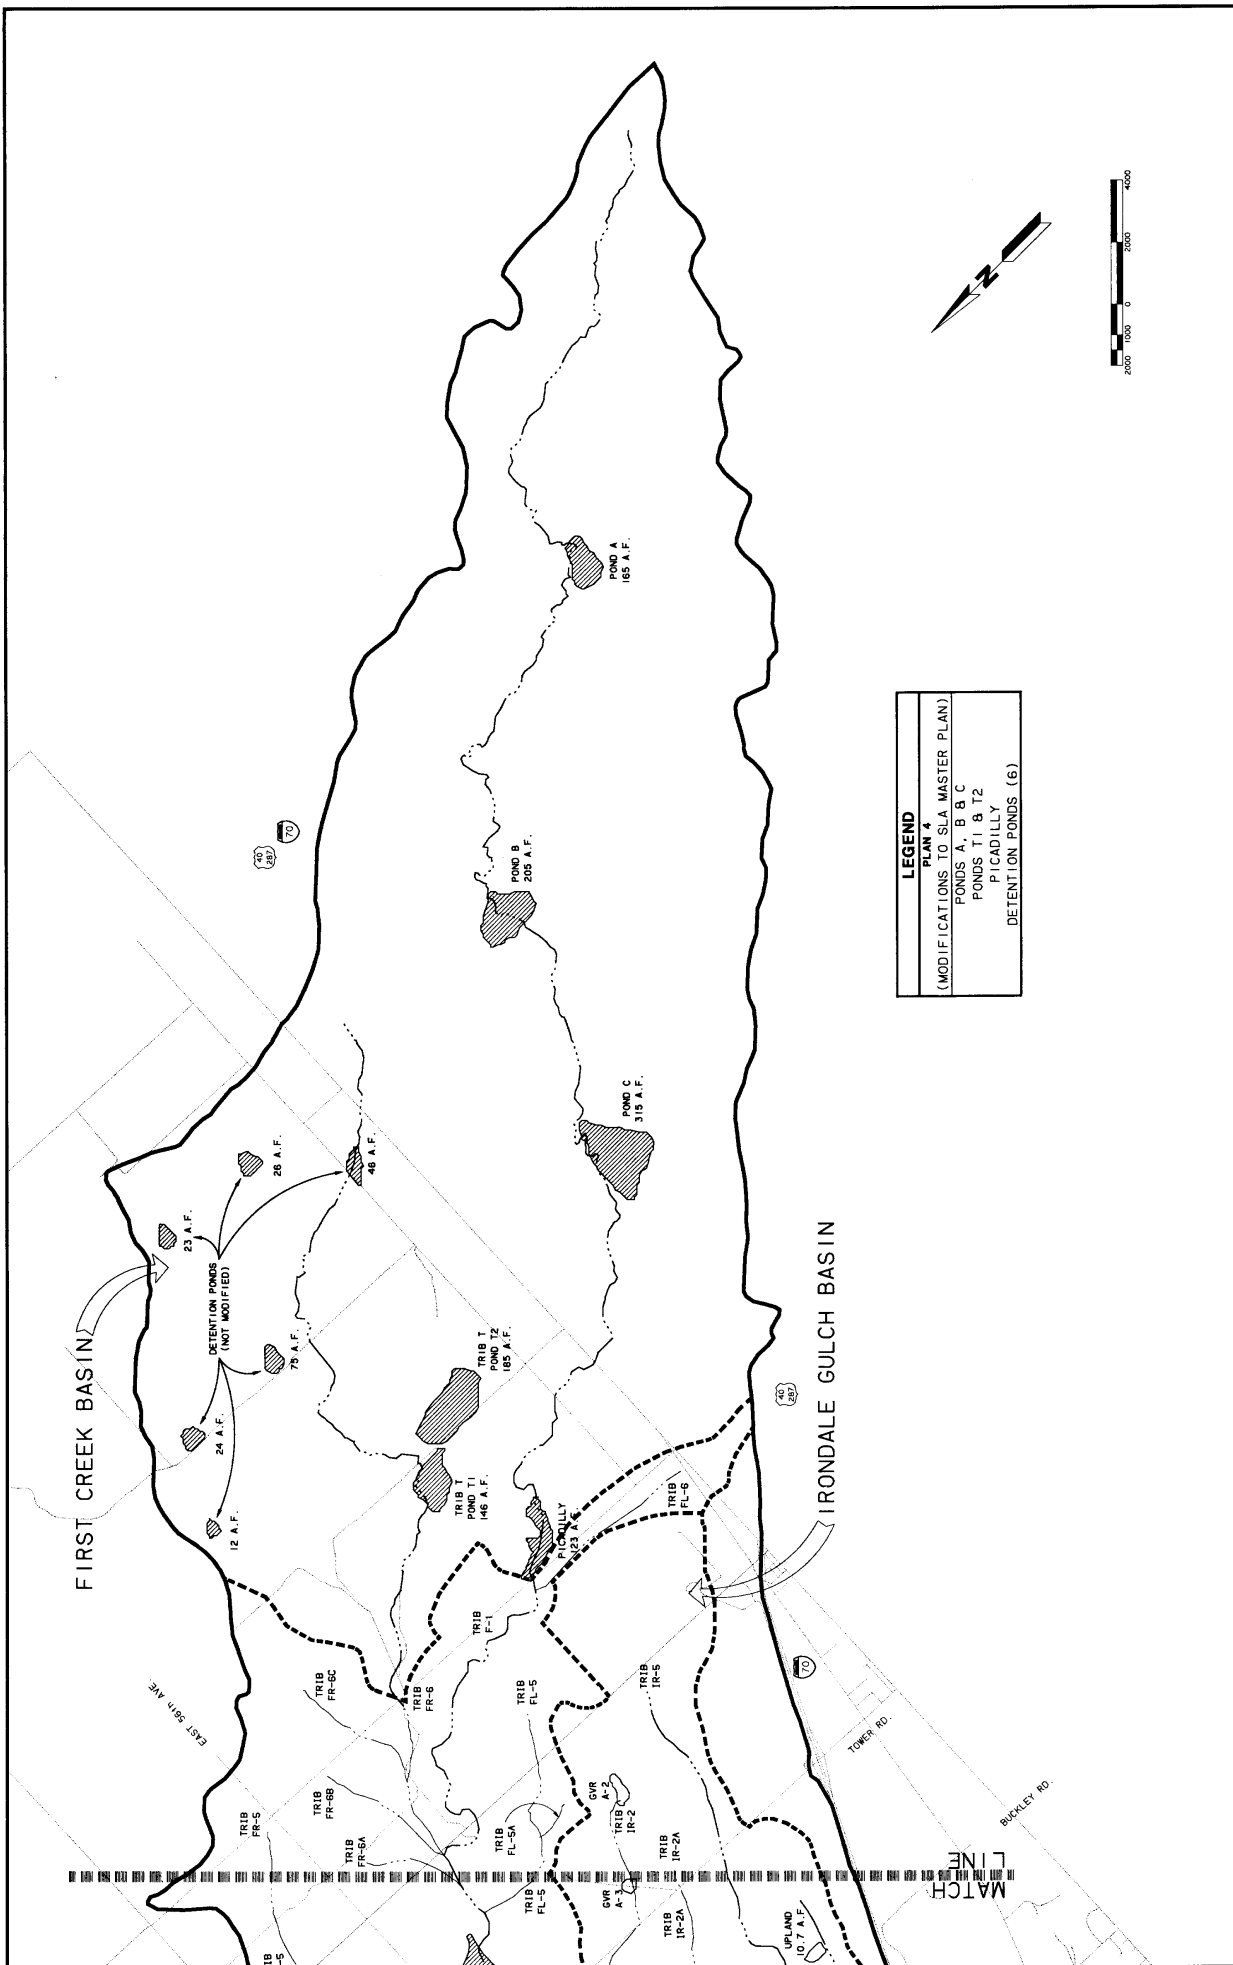 4000
2000
0
1000
2000
N
POND A
165 A.F.
LEGEND
PLAN 4
(MODIFICATIONS TO SLA MASTER PLAN)
PONDS A, B & C
PONDS T1 & T2
PICADILLY
DETENTION PONDS (6)
70
40
287
POND B
205 A.F.
POND C
315 A.F.
26 A.F.
46 A.F.
23 A.F.
DETENTION PONDS
(NOT MODIFIED)
75 A.F.
24 A.F.
12 A.F.
FIRST CREEK BASIN
TRIB T
POND T2
185 A.F.
TRIB T
POND T1
146 A.F.
PICADILLY
123 A.F.
IRONDALE GULCH BASIN
40
287
TRIB
FL-6
TRIB
F-1
TRIB
FR-6C
TRIB
FR-6
TRIB
FL-5
TRIB
IR-5
70
EAST 56th AVE
TOWER RD.
BUCKLEY RD.
TRIB
FR-5
TRIB
FR-6B
TRIB
FR-6A
TRIB
FL-5A
GVR
A-2
TRIB
IR-2
TRIB
IR-2A
MATCH
LINE
TRIB
FL-5
GVR
A-3
TRIB
IR-2A
UPLAND
10.7 A.F.